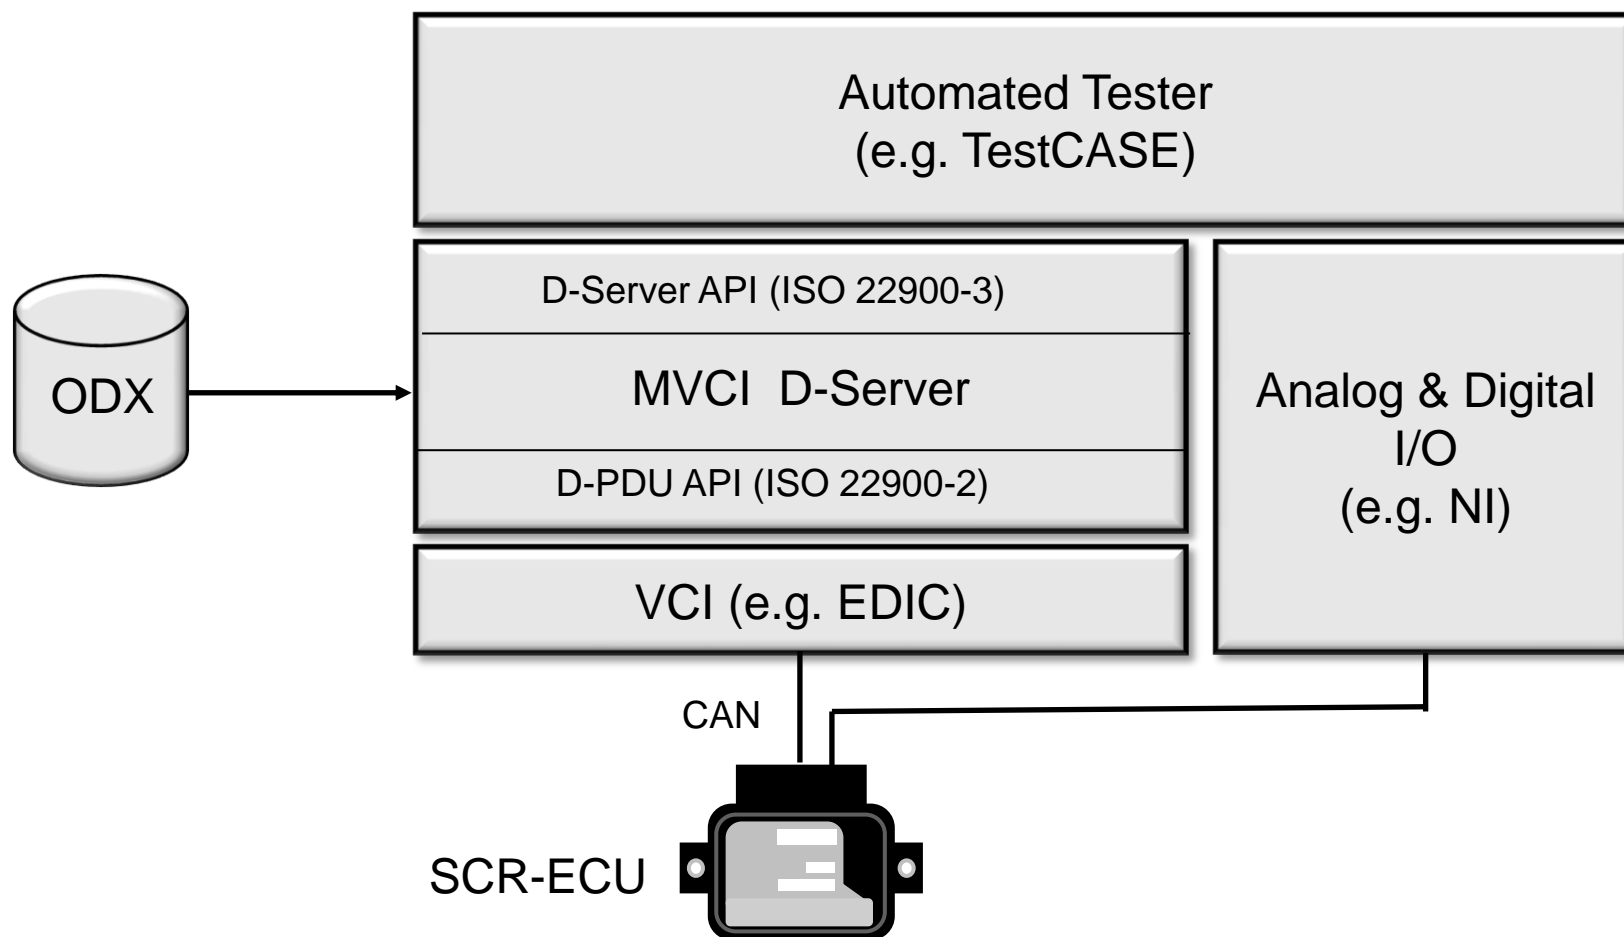 Automated Tester
(e.g. TestCASE)
D-Server API (ISO 22900-3)
ODX
MVCI  D-Server
Analog & Digital
I/O
(e.g. NI)
D-PDU API (ISO 22900-2)
VCI (e.g. EDIC)
CAN
SCR-ECU